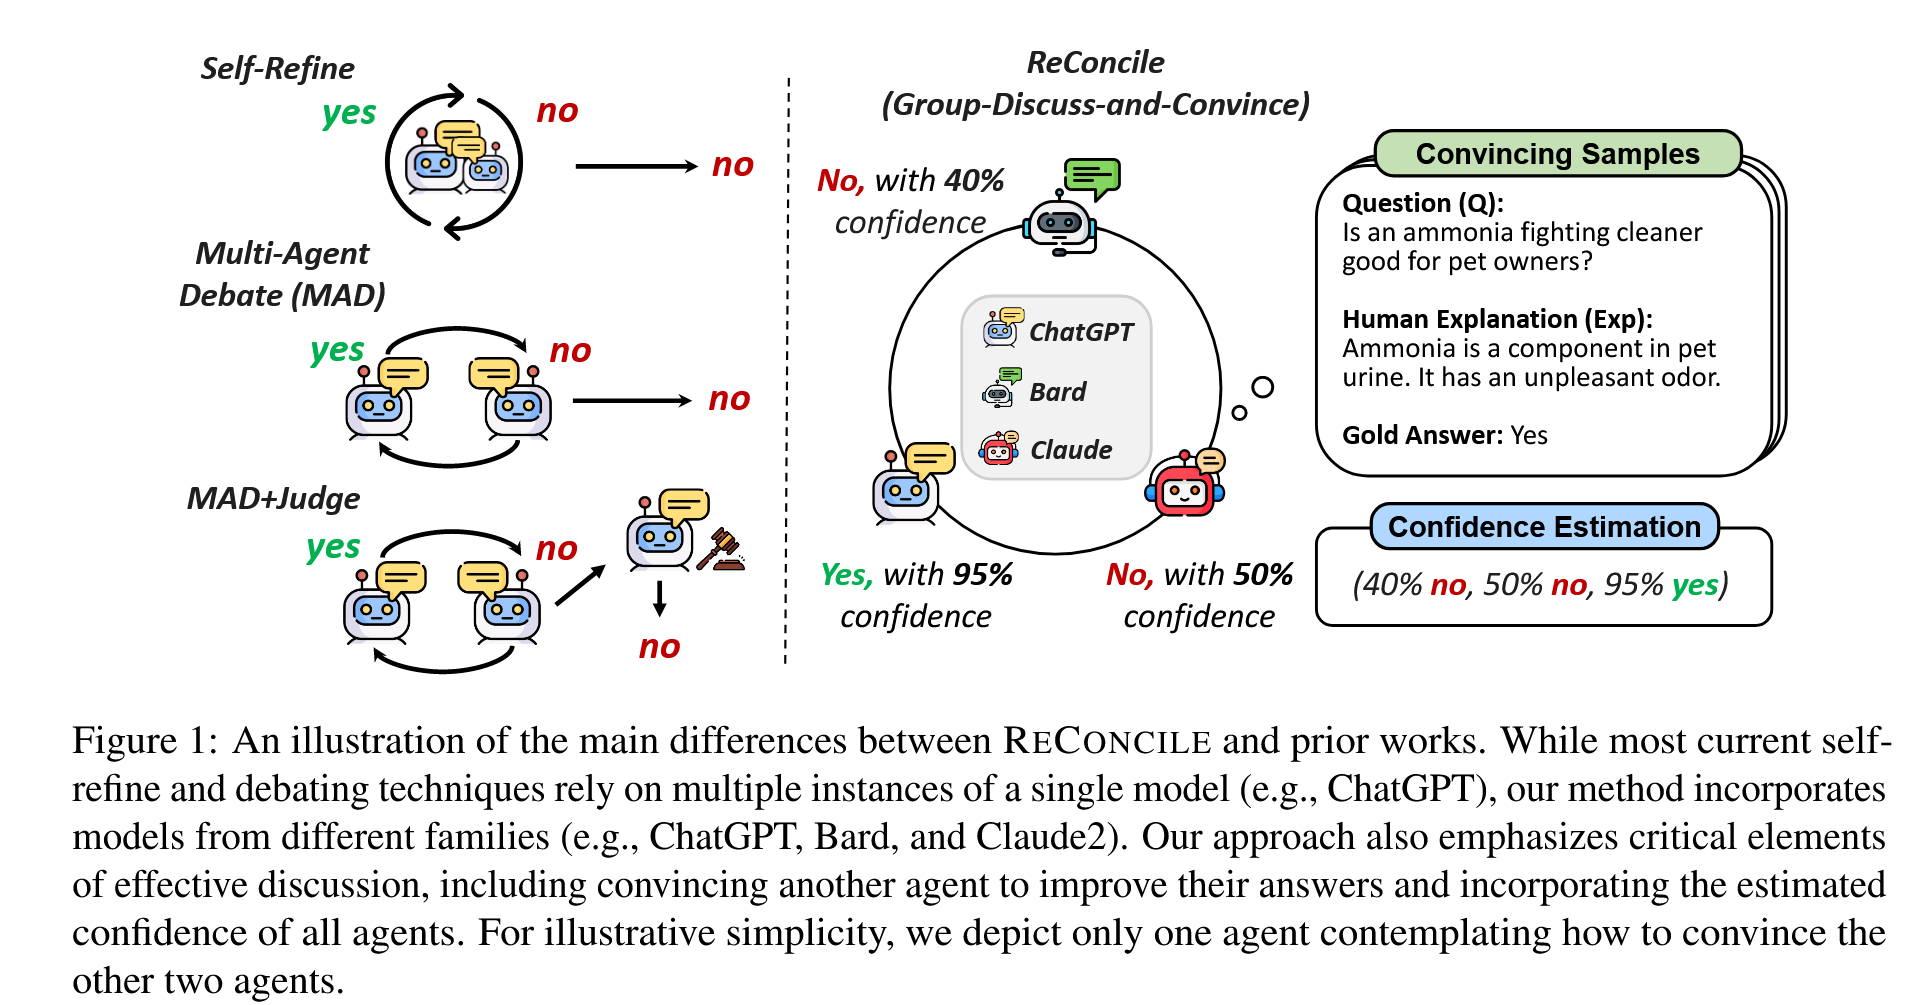 Self-Refine
yes
no
no
Multi-Agent
Debate (MAD)
yes
no
no
MAD+Judge
yes
no
no
ReConcile
(Group-Discuss-and-Convince)
No, with 40%
confidence
ChatGPT
Bard
Claude
Yes, with 95%
confidence
No, with 50%
confidence
Convincing Samples
Question (Q):
Is an ammonia fighting cleaner
good for pet owners?
Human Explanation (Exp):
Ammonia is a component in pet
urine. It has an unpleasant odor.
Gold Answer: Yes
Confidence Estimation
(40% no, 50% no, 95% yes)
Figure 1: An illustration of the main differences between RECONCILE and prior works. While most current self-
refine and debating techniques rely on multiple instances of a single model (e.g., ChatGPT), our method incorporates
models from different families (e.g., ChatGPT, Bard, and Claude2). Our approach also emphasizes critical elements
of effective discussion, including convincing another agent to improve their answers and incorporating the estimated
confidence of all agents. For illustrative simplicity, we depict only one agent contemplating how to convince the
other two agents.